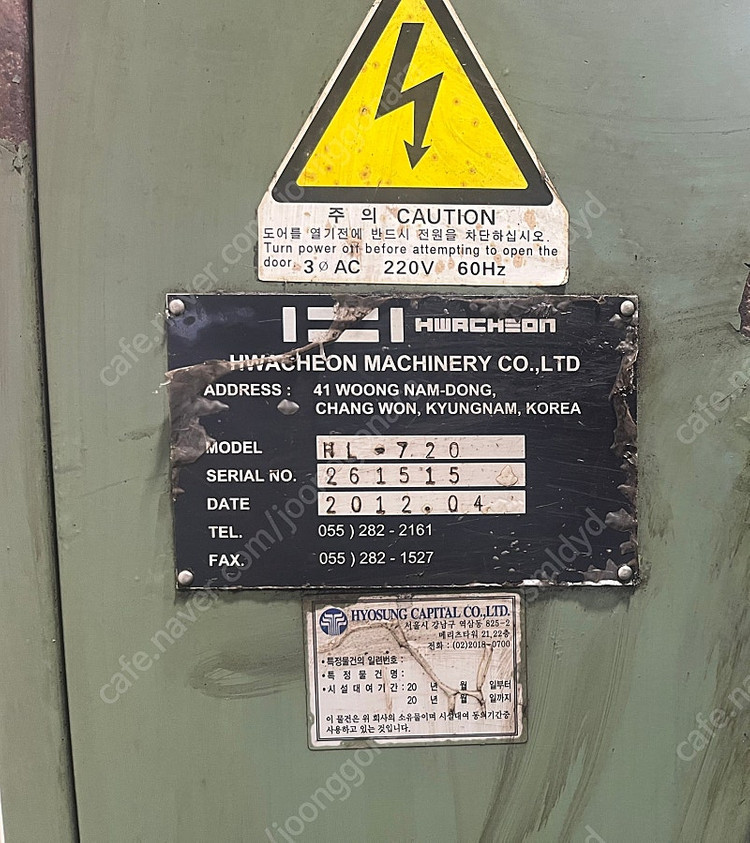 주 의 CAUTION
도어를 열기전에 반드시 전원을 차단하십시오.
Turn power off before attempting to open the
door. 3 ø AC 220V 60Hz
HWACHEON
HWACHEON MACHINERY CO.,LTD
ADDRESS : 41 WOONG NAM-DONG,
CHANG WON, KYUNGNAM, KOREA
MODEL HL-720
SERIAL NO. 261515
DATE 2012.04
TEL. 055 ) 282 - 2161
FAX. 055 ) 282 - 1527
HYOSUNG CAPITAL CO.,LTD.
서울시 강남구 역삼동 825-2
메리츠타워 21,22층
전화 : (02)2018-0700
• 특정물건의 일련번호 :
• 특 정 물 건 명 :
• 시 설 대 여 기 간 : 20 년 월 일부터
20 년 월 일까지
이 물건은 위 회사의 소유물이며 시설대여 동의기간중
사용하고 있는 것입니다.
cafe.naver.com/joonggonara
smldyd